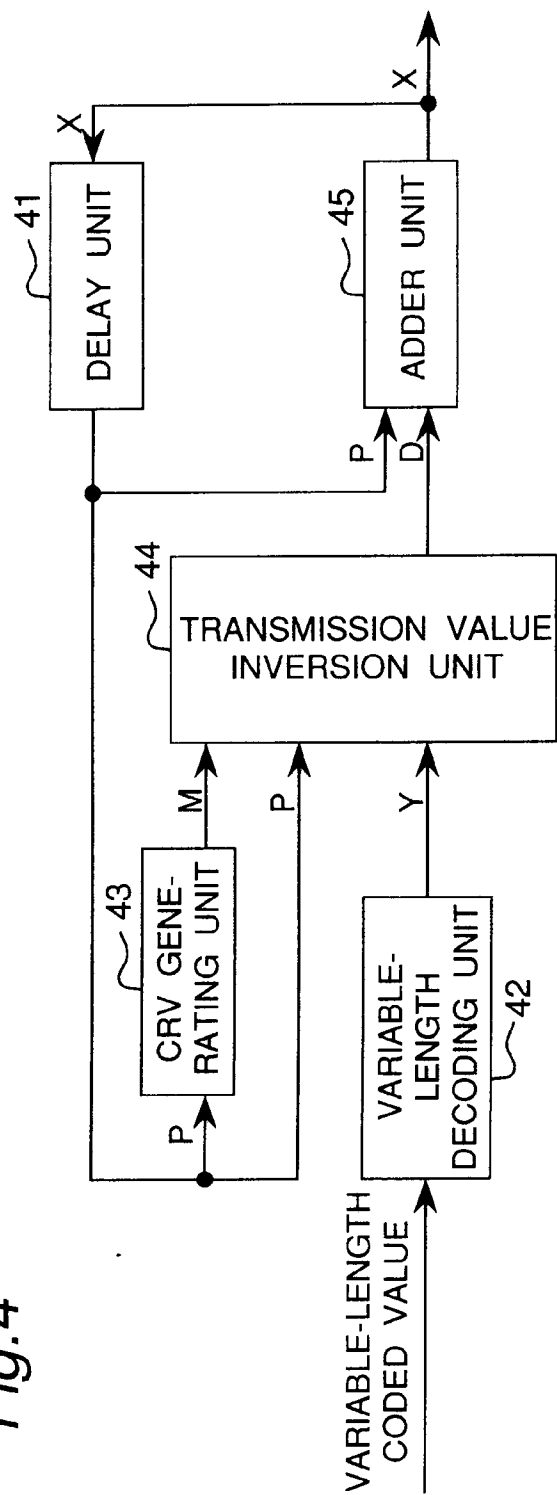 Fig.4
VARIABLE-LENGTH
CODED VALUE
VARIABLE-
LENGTH
DECODING UNIT
42
Y
P
CRV GENE-
RATING UNIT
43
M
P
TRANSMISSION VALUE
INVERSION UNIT
44
P
D
DELAY UNIT
41
X
ADDER UNIT
45
X